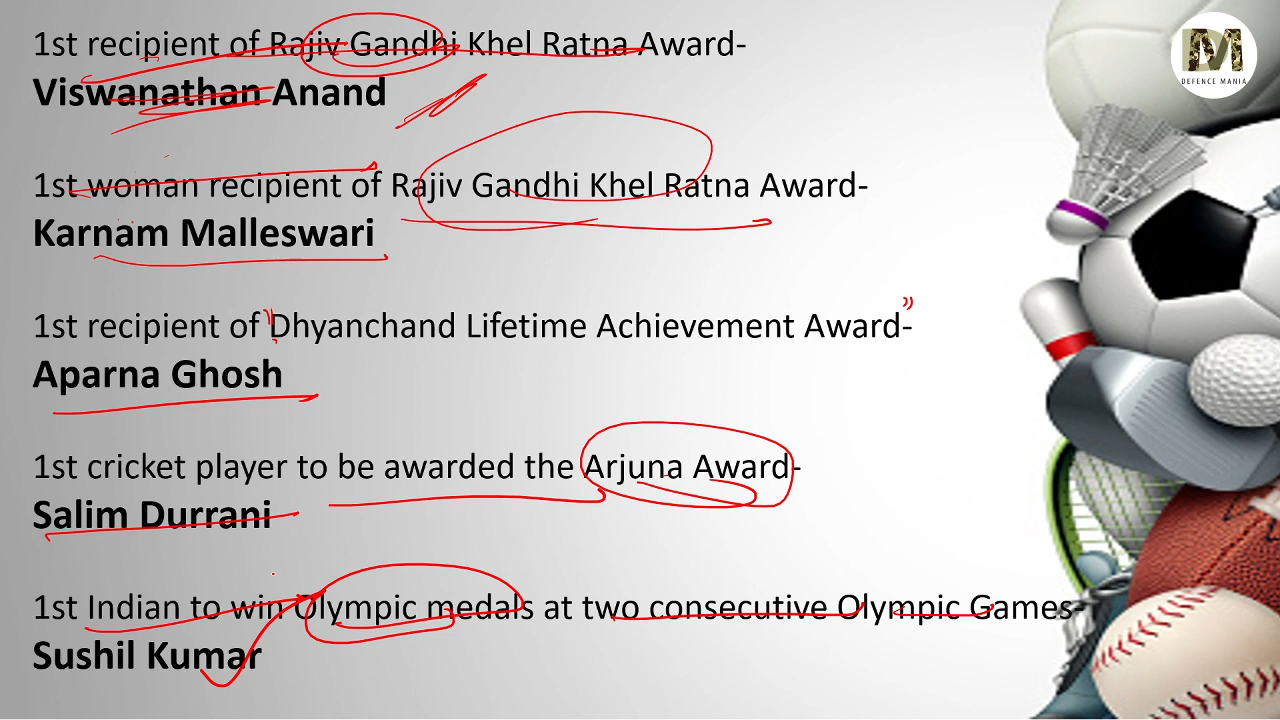 1st recipient of Rajiv Gandhi Khel Ratna Award-
Viswanathan Anand
1st woman recipient of Rajiv Gandhi Khel Ratna Award-
Karnam Malleswari
1st recipient of "Dhyanchand Lifetime Achievement Award-"
Aparna Ghosh
1st cricket player to be awarded the Arjuna Award-
Salim Durrani
1st Indian to win Olympic medals at two consecutive Olympic Games-
Sushil Kumar
DM
DEFENCE MANIA